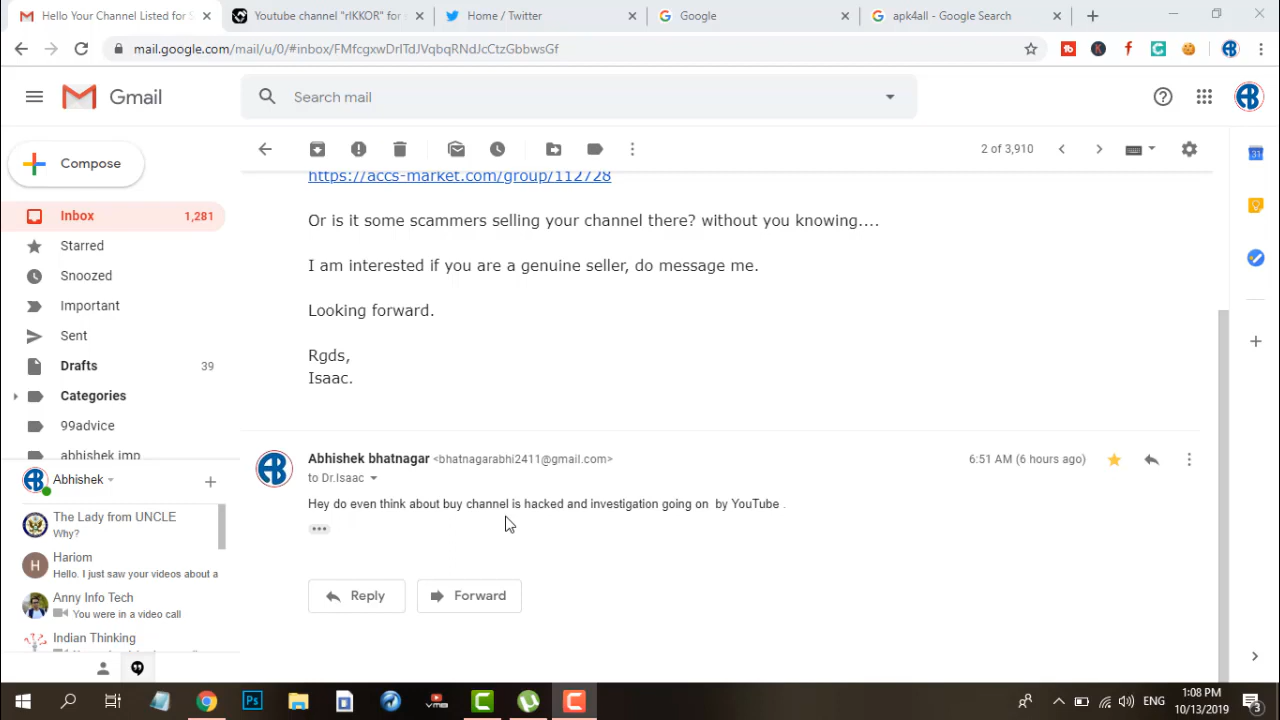 Hello Your Channel Listed for S
Youtube channel "rIKKOR" for
Home / Twitter
Google
apk4all - Google Search
mail.google.com/mail/u/0/#inbox/FMfcgxwDrlTdJVqbqRNdJcCtzGbbwsGf
Gmail
Search mail
Compose
2 of 3,910
https://accs-market.com/group/112728
Inbox 1,281
Or is it some scammers selling your channel there? without you knowing....
Starred
I am interested if you are a genuine seller, do message me.
Snoozed
Important
Looking forward.
Sent
Rgds,
Drafts 39
Isaac.
Categories
99advice
abhishek imp
Abhishek bhatnagar <bhatnagarabhi2411@gmail.com>
6:51 AM (6 hours ago)
to Dr.Isaac
Abhishek
Hey do even think about buy channel is hacked and investigation going on by YouTube .
The Lady from UNCLE
Why?
Hariom
Hello. I just saw your videos about a
Reply
Forward
Anny Info Tech
You were in a video call
Indian Thinking
Ps
VMB
ENG
1:08 PM
10/13/2019
3